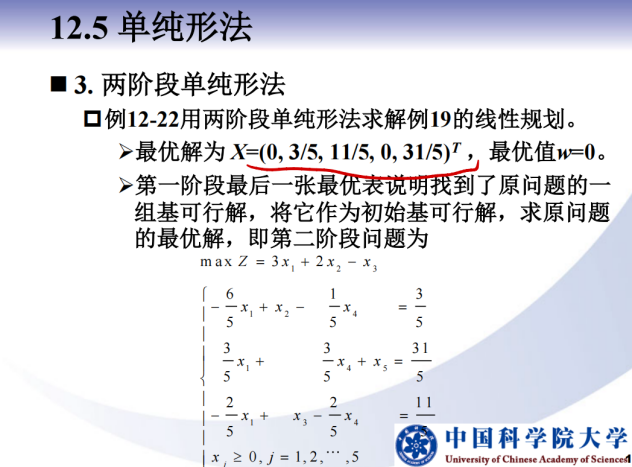 12.5 单纯形法
■ 3. 两阶段单纯形法
例12-22用两阶段单纯形法求解例19的线性规划。
➢最优解为 X=(0, 3/5, 11/5, 0, 31/5)ᵀ ，最优值w=0。
➢第一阶段最后一张最优表说明找到了原问题的一
组基可行解，将它作为初始基可行解，求原问题
的最优解，即第二阶段问题为
max Z = 3x₁ + 2x₂ − x₃
− 6/5 x₁ + x₂ − 1/5 x₄ = 3/5
3/5 x₁ + 3/5 x₄ + x₅ = 31/5
− 2/5 x₁ + x₃ − 2/5 x₄ = 11/5
xⱼ ≥ 0, j = 1,2,⋯,5
中国科学院大学
University of Chinese Academy of Sciences
1